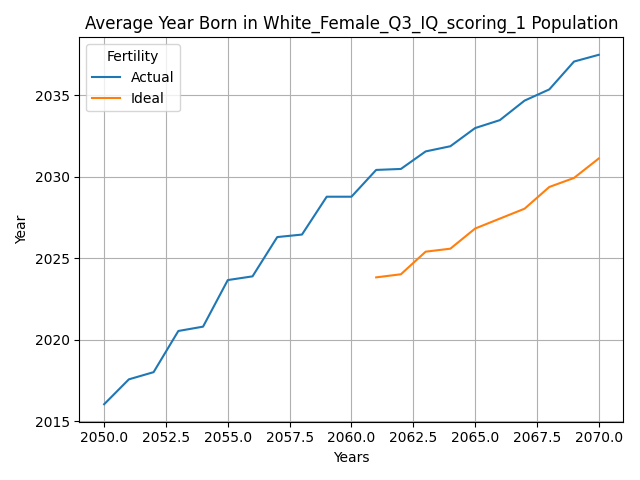 Average Year Born in White_Female_Q3_IQ_scoring_1 Population
Fertility
Actual
Ideal
2035
2030
2025
2020
2015
Year
2050.0 2052.5 2055.0 2057.5 2060.0 2062.5 2065.0 2067.5 2070.0
Years